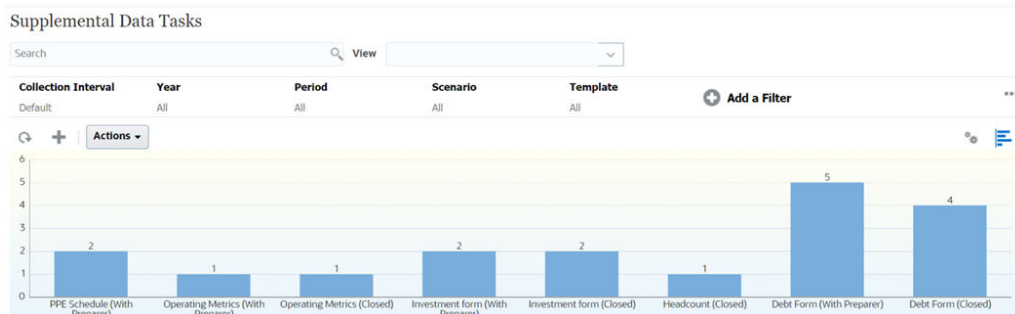 Supplemental Data Tasks
Search
View
Collection Interval Year Period Scenario Template
Default All All All All
Add a Filter
Actions
6
5
4
3
2
1
0
2 1 1 2 2 1 5 4
PPE Schedule (With Preparer)
Operating Metrics (With Preparer)
Operating Metrics (Closed)
Investment form (With Preparer)
Investment form (Closed)
Headcount (Closed)
Debt Form (With Preparer)
Debt Form (Closed)